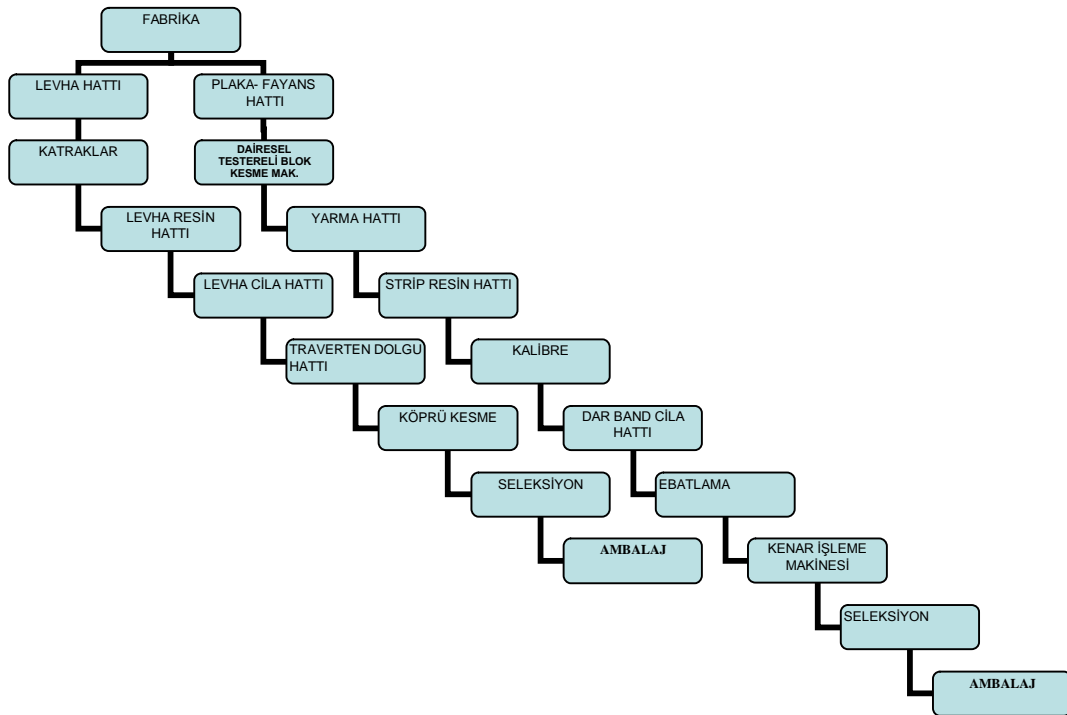 FABRİKA
LEVHA HATTI
PLAKA- FAYANS
HATTI
KATRAKLAR
DAİRESEL
TESTERELİ BLOK
KESME MAK.
LEVHA RESİN
HATTI
YARMA HATTI
LEVHA CİLA HATTI
STRİP RESİN HATTI
TRAVERTEN DOLGU
HATTI
KALİBRE
KÖPRÜ KESME
DAR BAND CİLA
HATTI
SELEKSİYON
EBATLAMA
AMBALAJ
KENAR İŞLEME
MAKİNESİ
SELEKSİYON
AMBALAJ